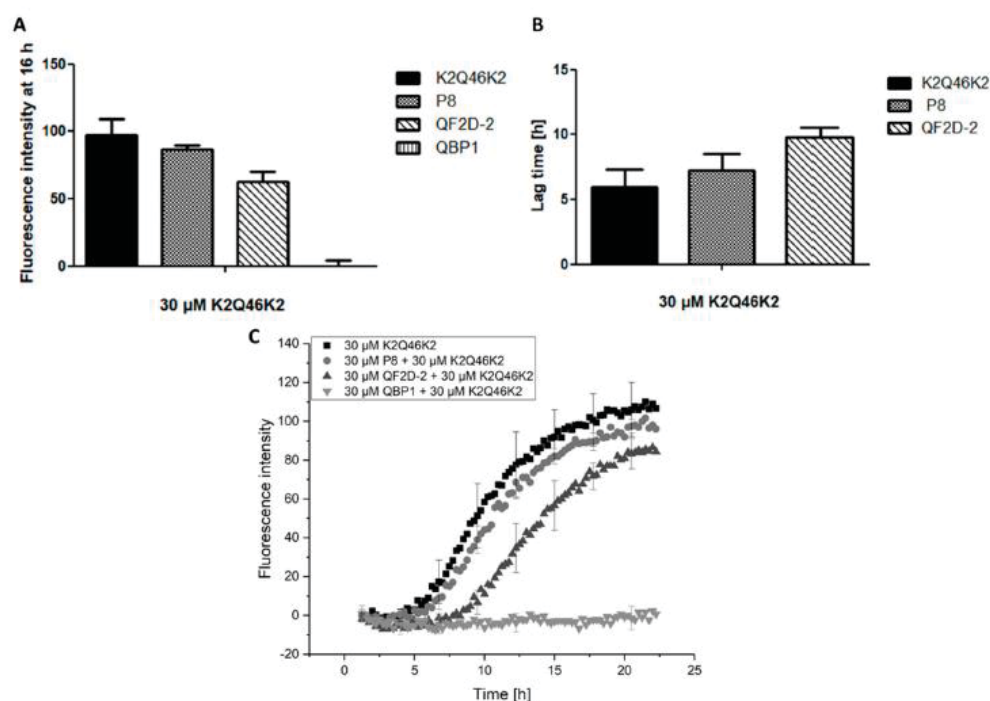 A
Fluorescence intensity at 16 h
150
100
50
0
K2Q46K2
P8
QF2D-2
QBP1
30 µM K2Q46K2
B
Lag time [h]
15
10
5
0
K2Q46K2
P8
QF2D-2
30 µM K2Q46K2
C
30 µM K2Q46K2
30 µM P8 + 30 µM K2Q46K2
30 µM QF2D-2 + 30 µM K2Q46K2
30 µM QBP1 + 30 µM K2Q46K2
Fluorescence intensity
140
120
100
80
60
40
20
0
-20
0 5 10 15 20 25
Time [h]